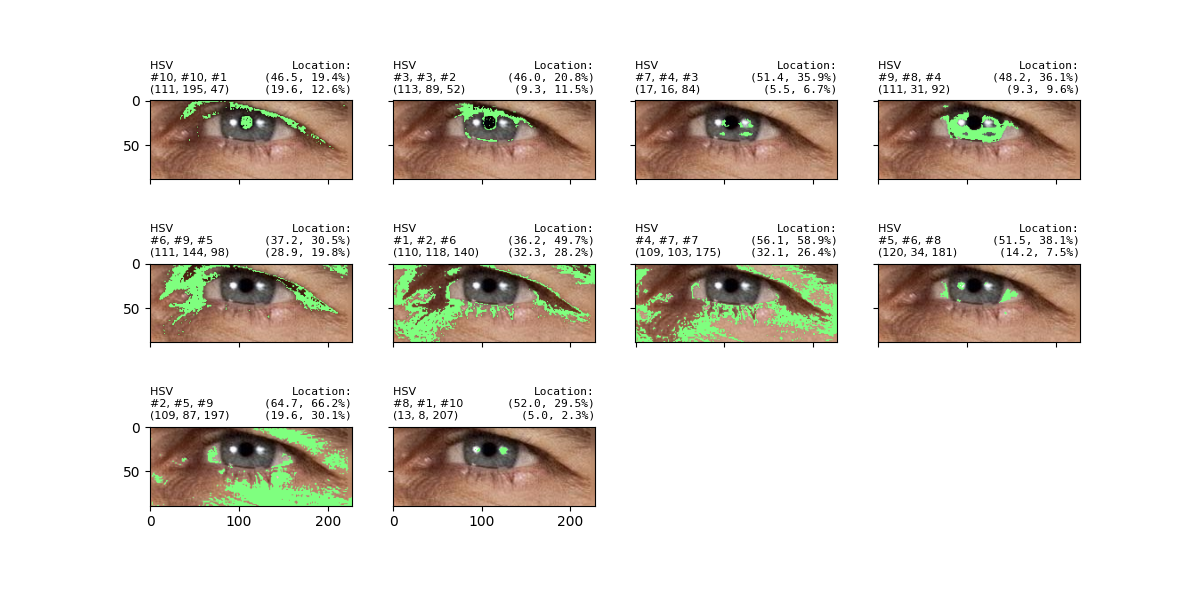 HSV Location:
#10, #10, #1 (46.5, 19.4%)
(111, 195, 47) (19.6, 12.6%)
HSV Location:
#3, #3, #2 (46.0, 20.8%)
(113, 89, 52) (9.3, 11.5%)
HSV Location:
#7, #4, #3 (51.4, 35.9%)
(17, 16, 84) (5.5, 6.7%)
HSV Location:
#9, #8, #4 (48.2, 36.1%)
(111, 31, 92) (9.3, 9.6%)
0
50
HSV Location:
#6, #9, #5 (37.2, 30.5%)
(111, 144, 98) (28.9, 19.8%)
HSV Location:
#1, #2, #6 (36.2, 49.7%)
(110, 118, 140) (32.3, 28.2%)
HSV Location:
#4, #7, #7 (56.1, 58.9%)
(109, 103, 175) (32.1, 26.4%)
HSV Location:
#5, #6, #8 (51.5, 38.1%)
(120, 34, 181) (14.2, 7.5%)
0
50
HSV Location:
#2, #5, #9 (64.7, 66.2%)
(109, 87, 197) (19.6, 30.1%)
HSV Location:
#8, #1, #10 (52.0, 29.5%)
(13, 8, 207) (5.0, 2.3%)
0
50
0 100 200
0 100 200